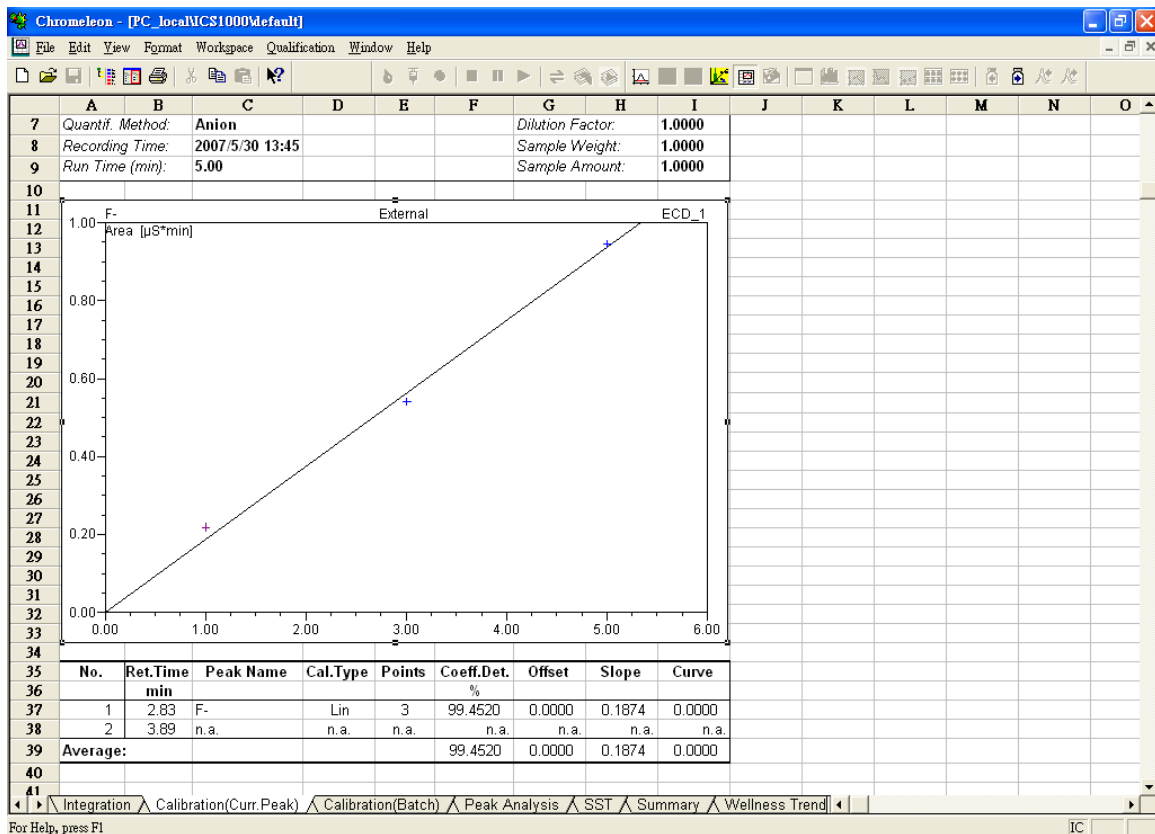 Chromeleon - [PC_local\ICS1000\default]
File Edit View Format Workspace Qualification Window Help
A B C D E F G H I J K L M N O
7 Quantif. Method: Anion Dilution Factor: 1.0000
8 Recording Time: 2007/5/30 13:45 Sample Weight: 1.0000
9 Run Time (min): 5.00 Sample Amount: 1.0000
10
11 F- External ECD_1
1.00
12 Area [µS*min]
13
14
15
0.80
16
17
18
19
0.60
20
21
22
23
0.40
24
25
26
27
0.20
28
29
30
31
0.00
32
0.00 1.00 2.00 3.00 4.00 5.00 6.00
33
34
35 No. Ret.Time Peak Name Cal.Type Points Coeff.Det. Offset Slope Curve
36 min %
37 1 2.83 F- Lin 3 99.4520 0.0000 0.1874 0.0000
38 2 3.89 n.a. n.a. n.a. n.a. n.a. n.a. n.a.
39 Average: 99.4520 0.0000 0.1874 0.0000
40
41
Integration Calibration(Curr.Peak) Calibration(Batch) Peak Analysis SST Summary Wellness Trend
For Help, press F1 IC